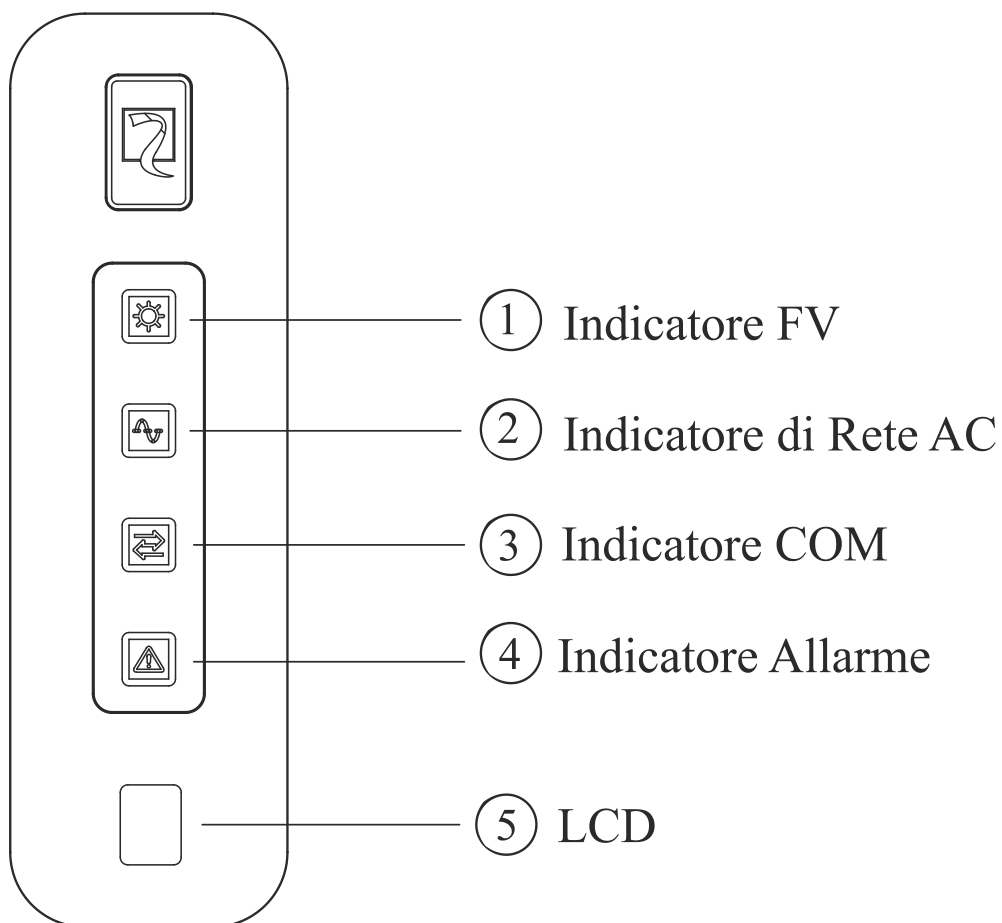 1 Indicatore FV
2 Indicatore di Rete AC
3 Indicatore COM
4 Indicatore Allarme
5 LCD